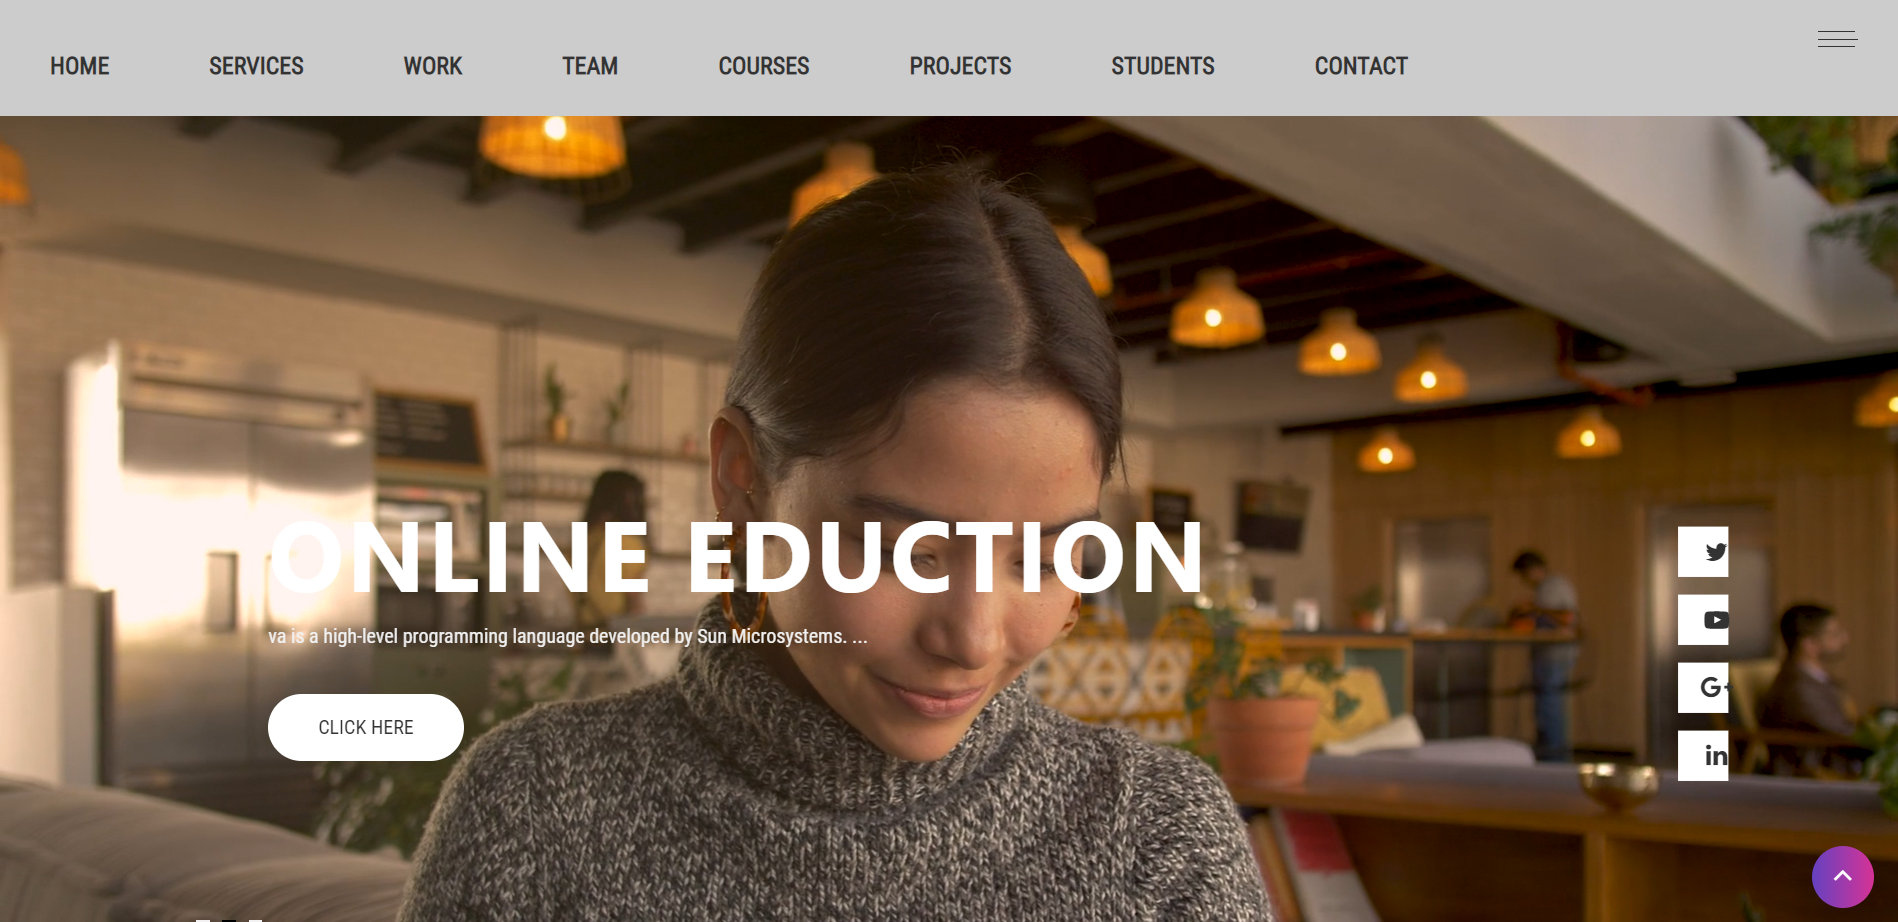 HOME SERVICES WORK TEAM COURSES PROJECTS STUDENTS CONTACT
ONLINE EDUCTION
va is a high-level programming language developed by Sun Microsystems. ...
CLICK HERE
G+
in